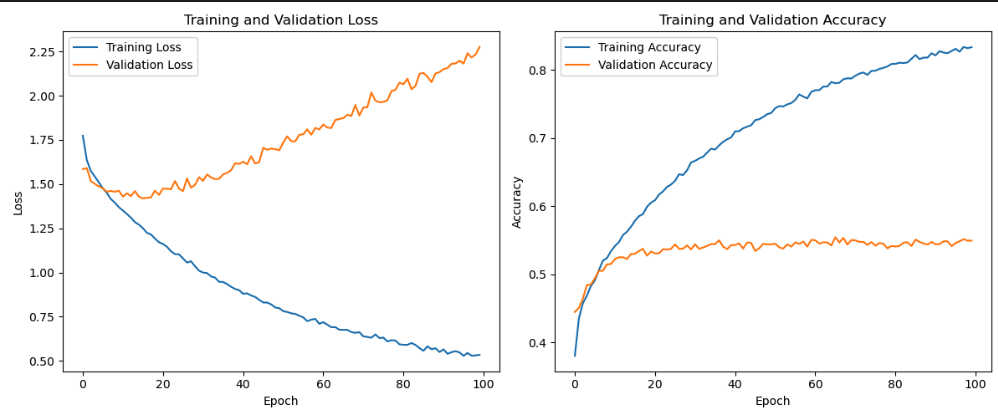 Training and Validation Loss
Training Loss
Validation Loss
2.25
2.00
1.75
1.50
1.25
1.00
0.75
0.50
Loss
0 20 40 60 80 100
Epoch
Training and Validation Accuracy
Training Accuracy
Validation Accuracy
0.8
0.7
0.6
0.5
0.4
Accuracy
0 20 40 60 80 100
Epoch